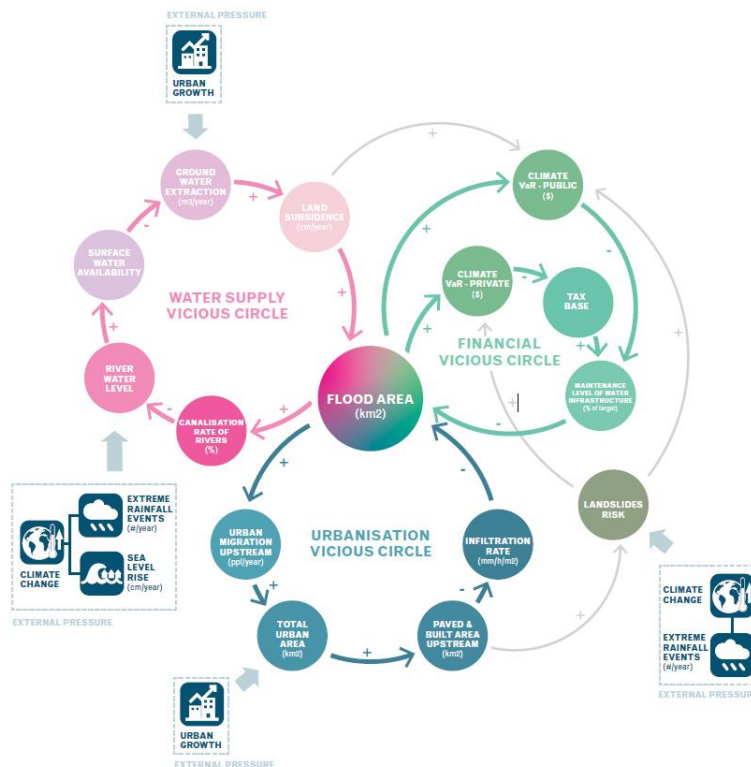 EXTERNAL PRESSURE
URBAN
GROWTH
GROUND
WATER
EXTRACTION
(m3/year)
+
LAND
SUBSIDENCE
(cm/year)
+
CLIMATE
VaR - PUBLIC
($)
-
SURFACE
WATER
AVAILABILITY
+
WATER SUPPLY
VICIOUS CIRCLE
+
+
CLIMATE
VaR - PRIVATE
($)
-
TAX
BASE
-
+
+
FINANCIAL
VICIOUS CIRCLE
RIVER
WATER
LEVEL
-
CANALISATION
RATE OF
RIVERS
(%)
+
FLOOD AREA
(km2)
MAINTENANCE
LEVEL OF WATER
INFRASTRUCTURE
(% of target)
-
+
+
+
-
LANDSLIDES
RISK
URBAN
MIGRATION
UPSTREAM
(ppl/year)
URBANISATION
VICIOUS CIRCLE
INFILTRATION
RATE
(mm/h/m2)
+
TOTAL
URBAN
AREA
(km2)
+
PAVED &
BUILT AREA
UPSTREAM
(km2)
-
+
CLIMATE
CHANGE
EXTREME
RAINFALL
EVENTS
(#/year)
SEA
LEVEL
RISE
(cm/year)
EXTERNAL PRESSURE
URBAN
GROWTH
EXTERNAL PRESSURE
CLIMATE
CHANGE
EXTREME
RAINFALL
EVENTS
(#/year)
EXTERNAL PRESSURE